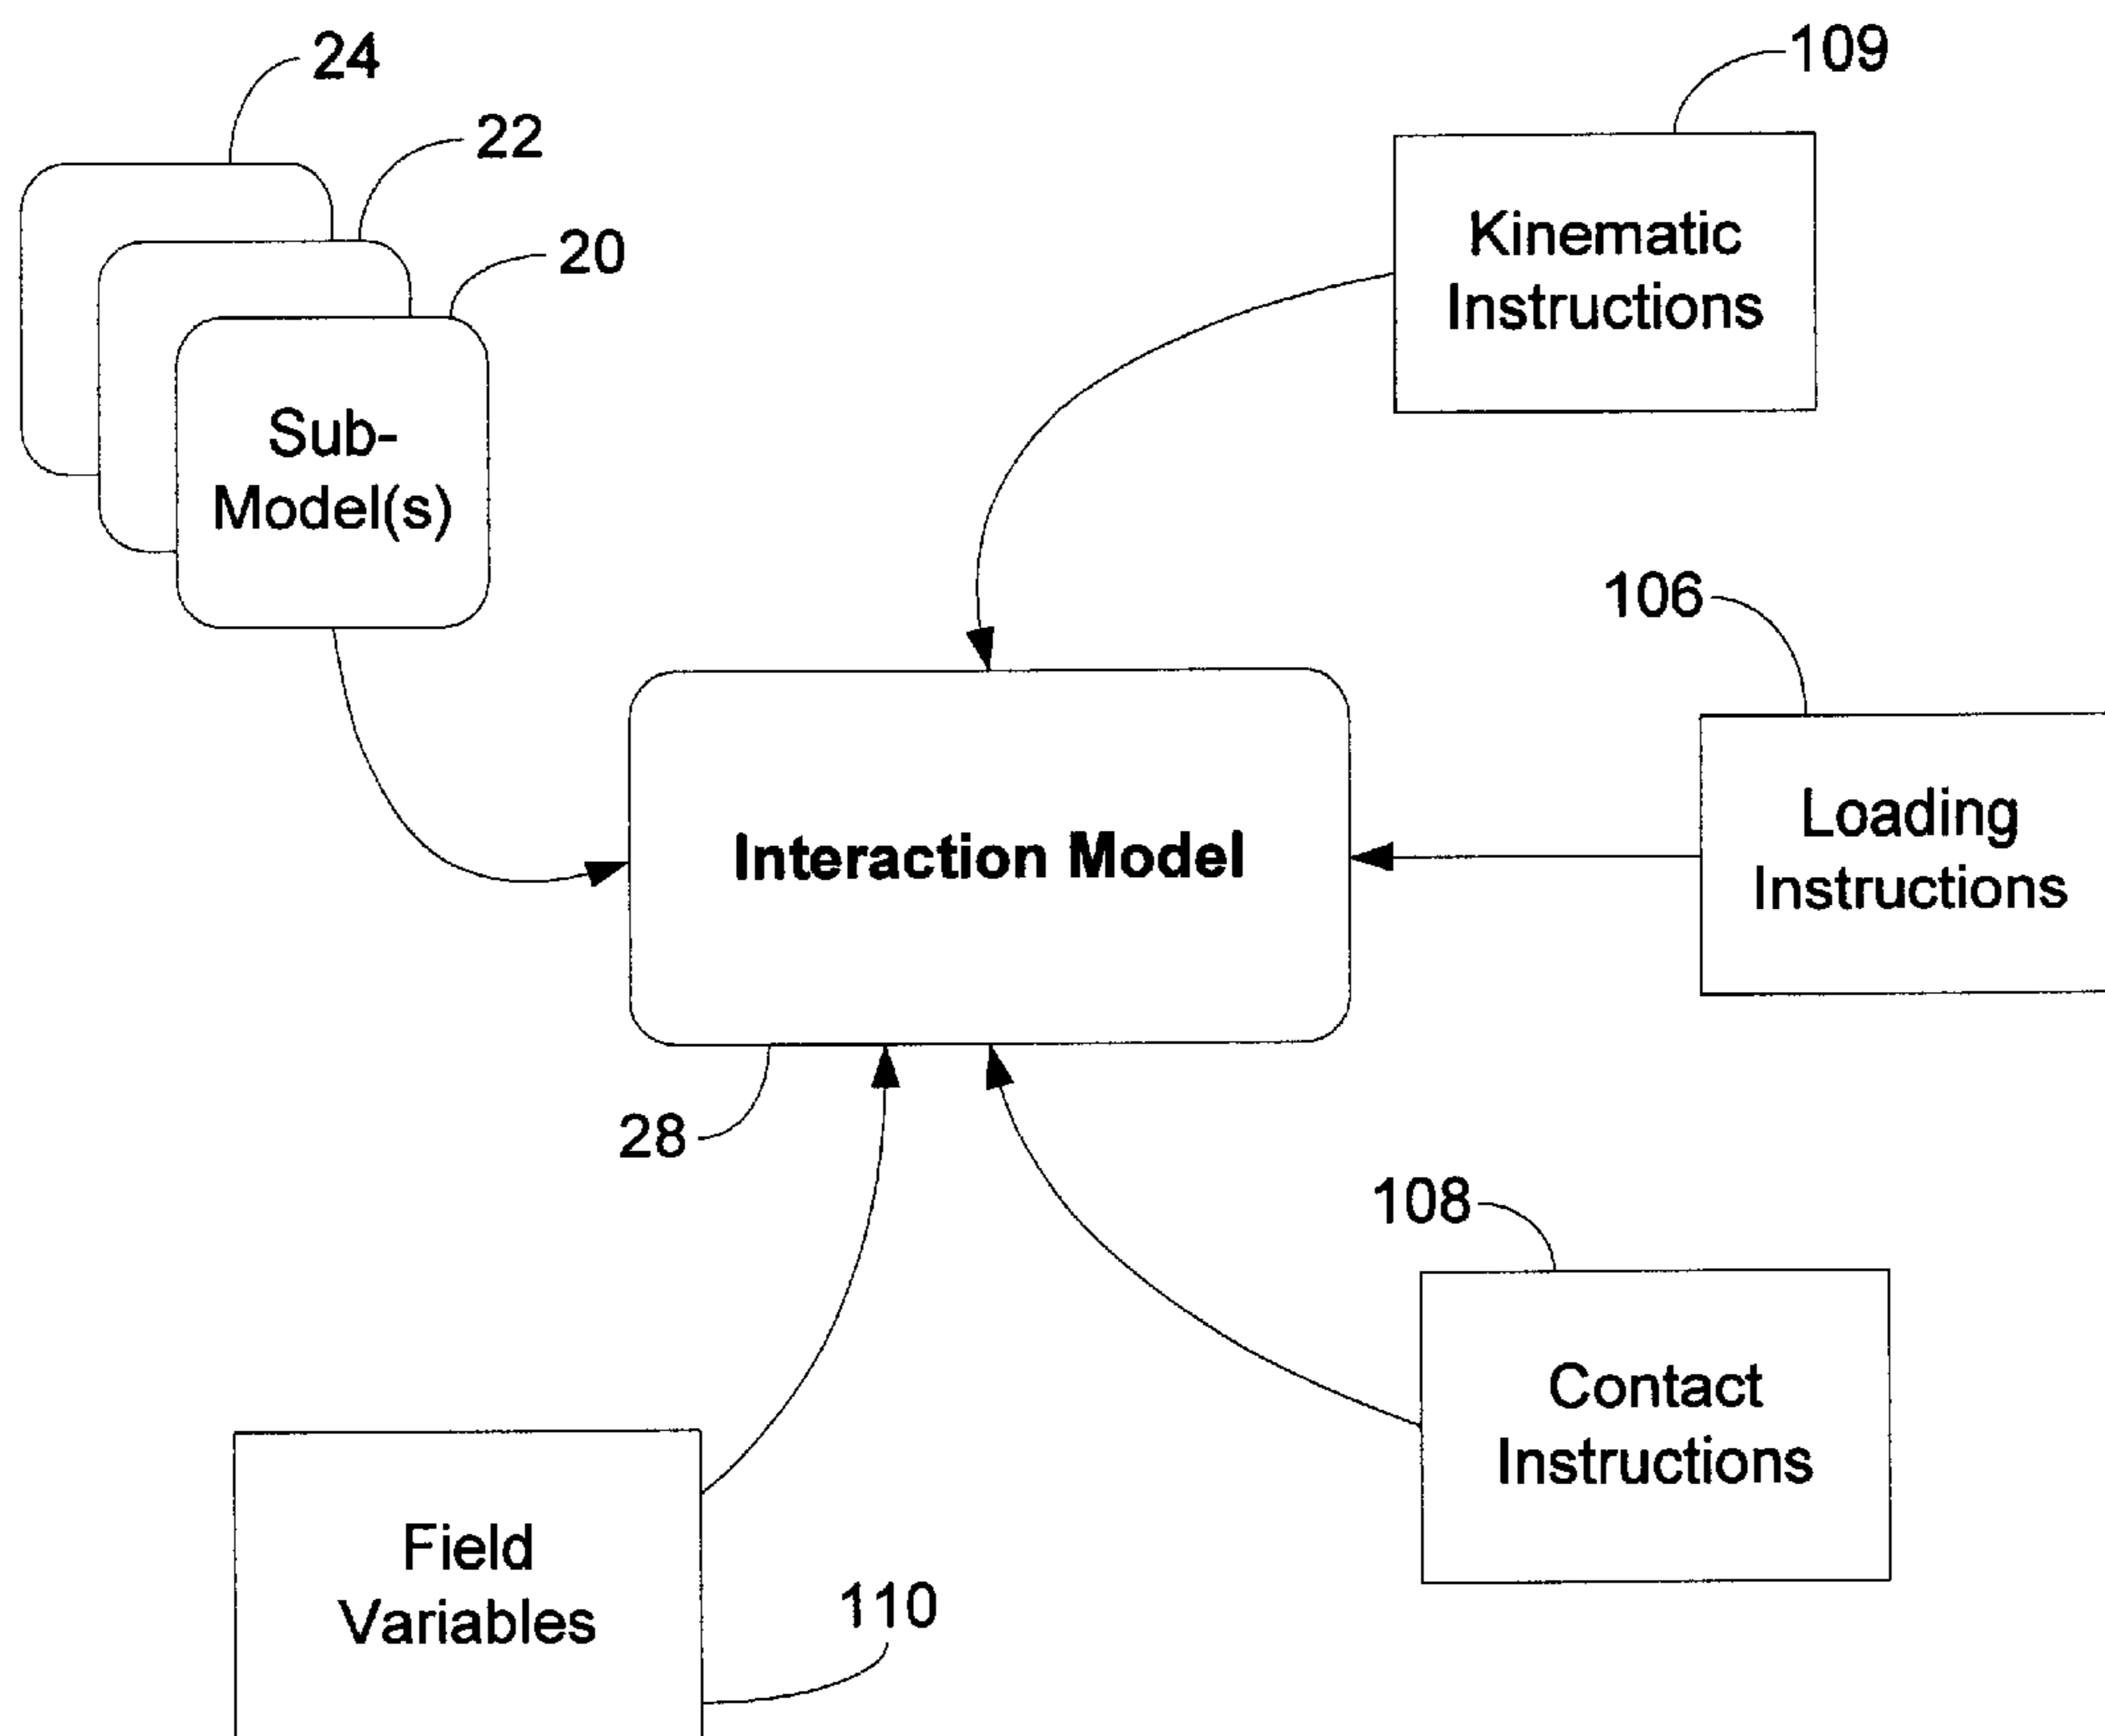 24
109
22
20
Kinematic
Instructions
Sub-
Model(s)
106
Loading
Instructions
Interaction Model
28
108
Contact
Instructions
Field
Variables
110